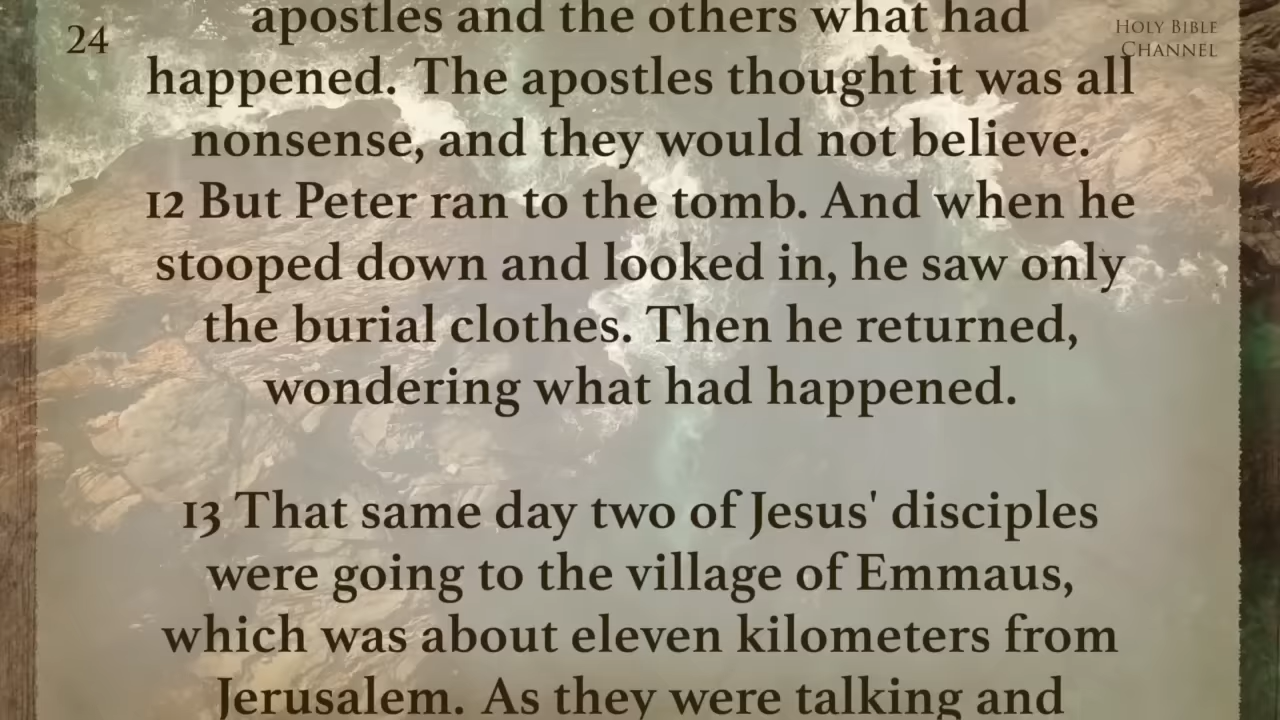 24
HOLY BIBLE
CHANNEL
apostles and the others what had
happened. The apostles thought it was all
nonsense, and they would not believe.
12 But Peter ran to the tomb. And when he
stooped down and looked in, he saw only
the burial clothes. Then he returned,
wondering what had happened.
13 That same day two of Jesus' disciples
were going to the village of Emmaus,
which was about eleven kilometers from
Jerusalem. As they were talking and